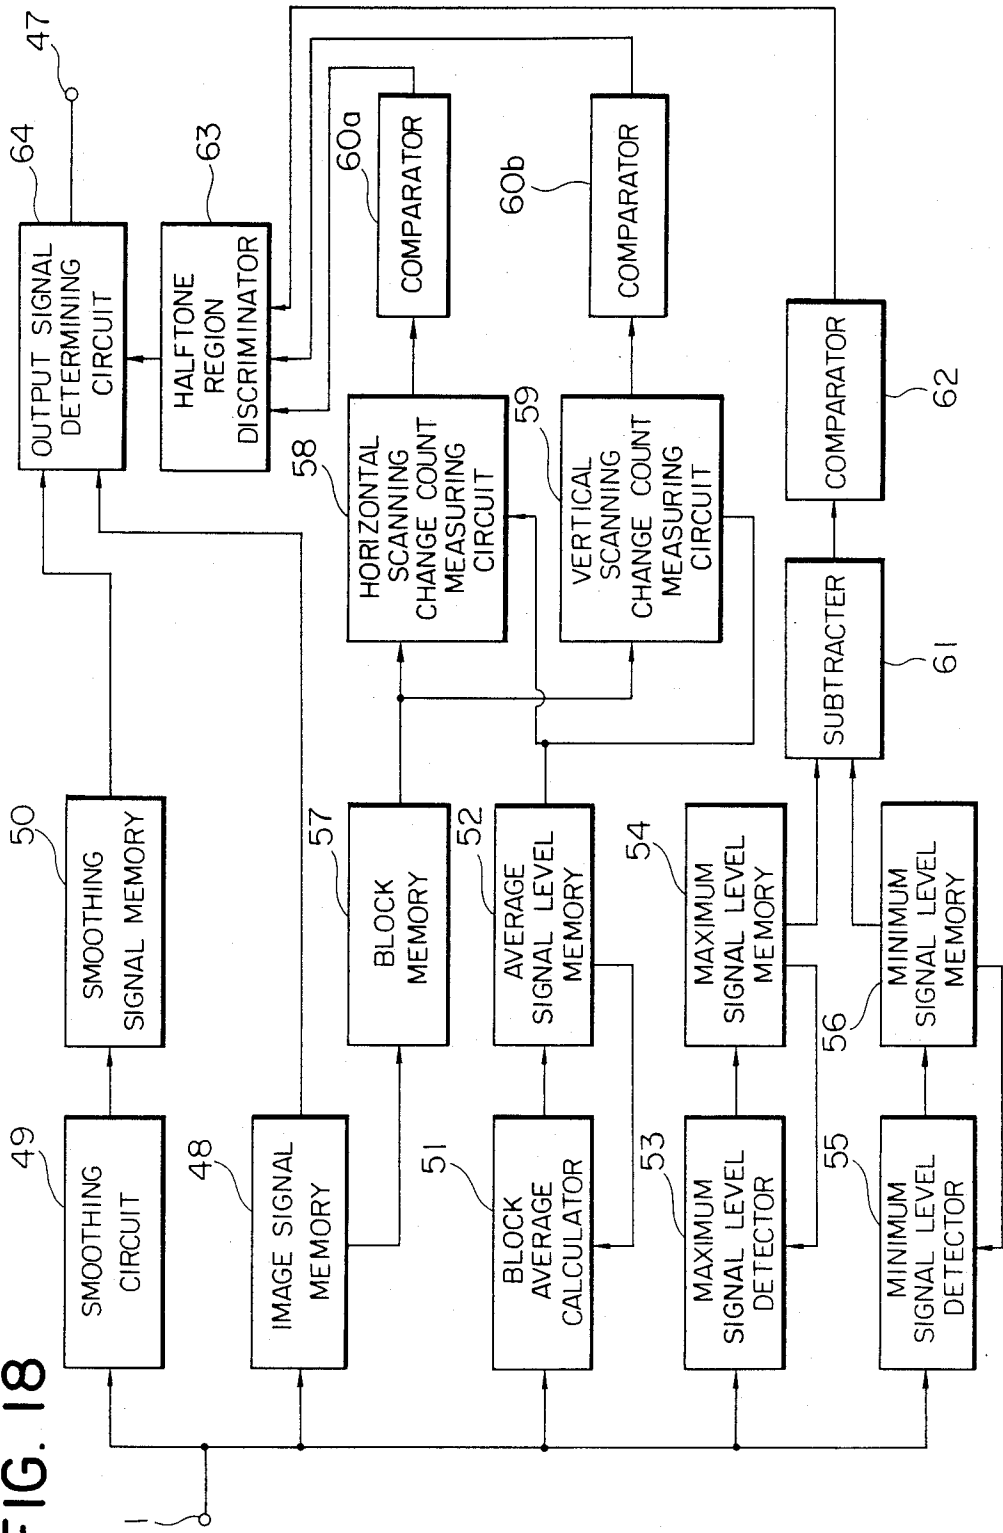 FIG. 18
1
49
SMOOTHING
CIRCUIT
50
SMOOTHING
SIGNAL MEMORY
64
OUTPUT SIGNAL
DETERMINING
CIRCUIT
47
48
IMAGE SIGNAL
MEMORY
63
HALFTONE
REGION
DISCRIMINATOR
57
BLOCK
MEMORY
58
HORIZONTAL
SCANNING
CHANGE COUNT
MEASURING
CIRCUIT
60a
COMPARATOR
51
BLOCK
AVERAGE
CALCULATOR
52
AVERAGE
SIGNAL LEVEL
MEMORY
59
VERTICAL
SCANNING
CHANGE COUNT
MEASURING
CIRCUIT
60b
COMPARATOR
53
MAXIMUM
SIGNAL LEVEL
DETECTOR
54
MAXIMUM
SIGNAL LEVEL
MEMORY
SUBTRACTER
61
COMPARATOR
62
55
MINIMUM
SIGNAL LEVEL
DETECTOR
56
MINIMUM
SIGNAL LEVEL
MEMORY